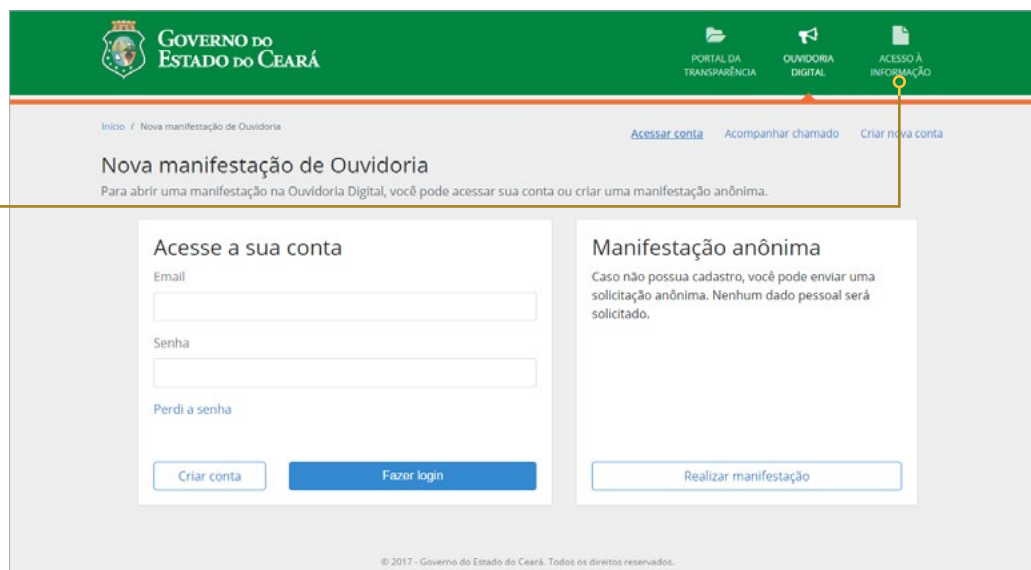 GOVERNO DO
ESTADO DO CEARÁ
PORTAL DA
TRANSPARÊNCIA
OUVIDORIA
DIGITAL
ACESSO À
INFORMAÇÃO
Início / Nova manifestação de Ouvidoria
Acessar conta Acompanhar chamado Criar nova conta
Nova manifestação de Ouvidoria
Para abrir uma manifestação na Ouvidoria Digital, você pode acessar sua conta ou criar uma manifestação anônima.
Acesse a sua conta
Email
Senha
Perdi a senha
Criar conta
Fazer login
Manifestação anônima
Caso não possua cadastro, você pode enviar uma
solicitação anônima. Nenhum dado pessoal será
solicitado.
Realizar manifestação
© 2017 - Governo do Estado do Ceará. Todos os direitos reservados.